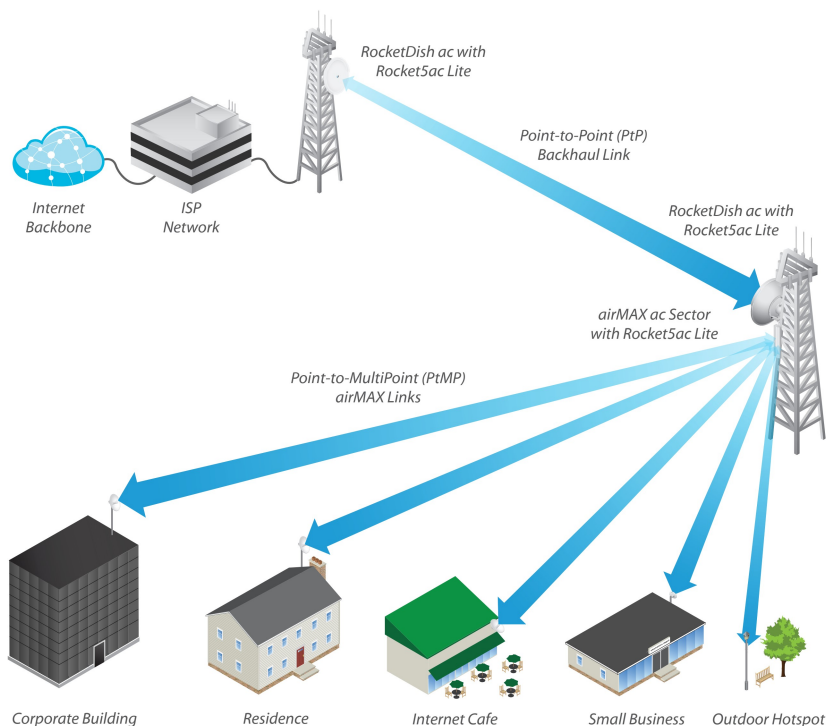 RocketDish ac with
Rocket5ac Lite
Point-to-Point (PtP)
Backhaul Link
Internet
Backbone
ISP
Network
RocketDish ac with
Rocket5ac Lite
airMAX ac Sector
with Rocket5ac Lite
Point-to-MultiPoint (PtMP)
airMAX Links
Corporate Building
Residence
Internet Cafe
Small Business
Outdoor Hotspot